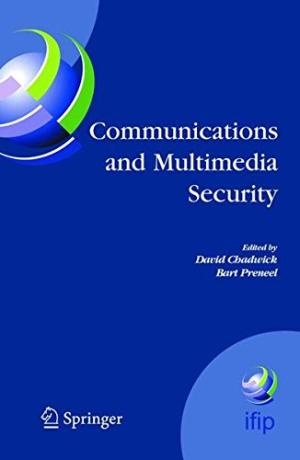 Communications
and Multimedia
Security
Edited by
David Chadwick
Bart Preneel
Springer
ifip